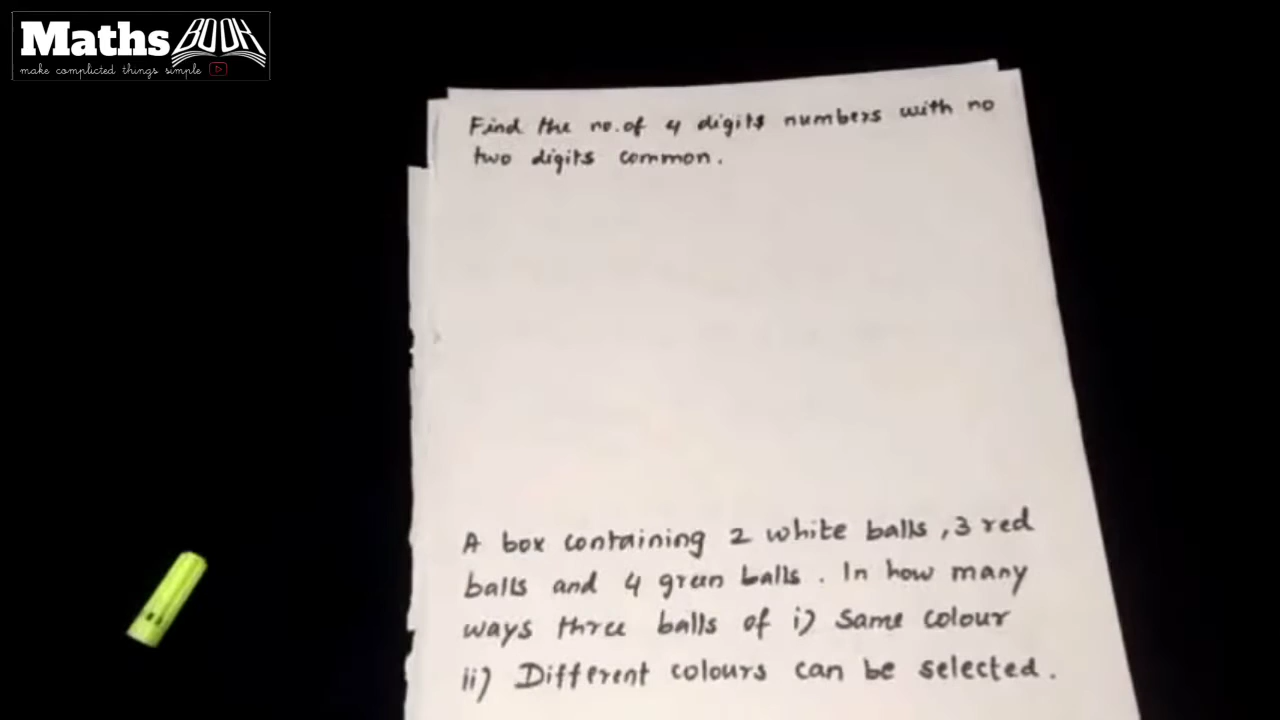 Maths BOOK
make complicted things simple
Find the no. of 4 digits numbers with no
two digits common.
A box containing 2 white balls, 3 red
balls and 4 green balls. In how many
ways three balls of i) Same colour
ii) Different colours can be selected.